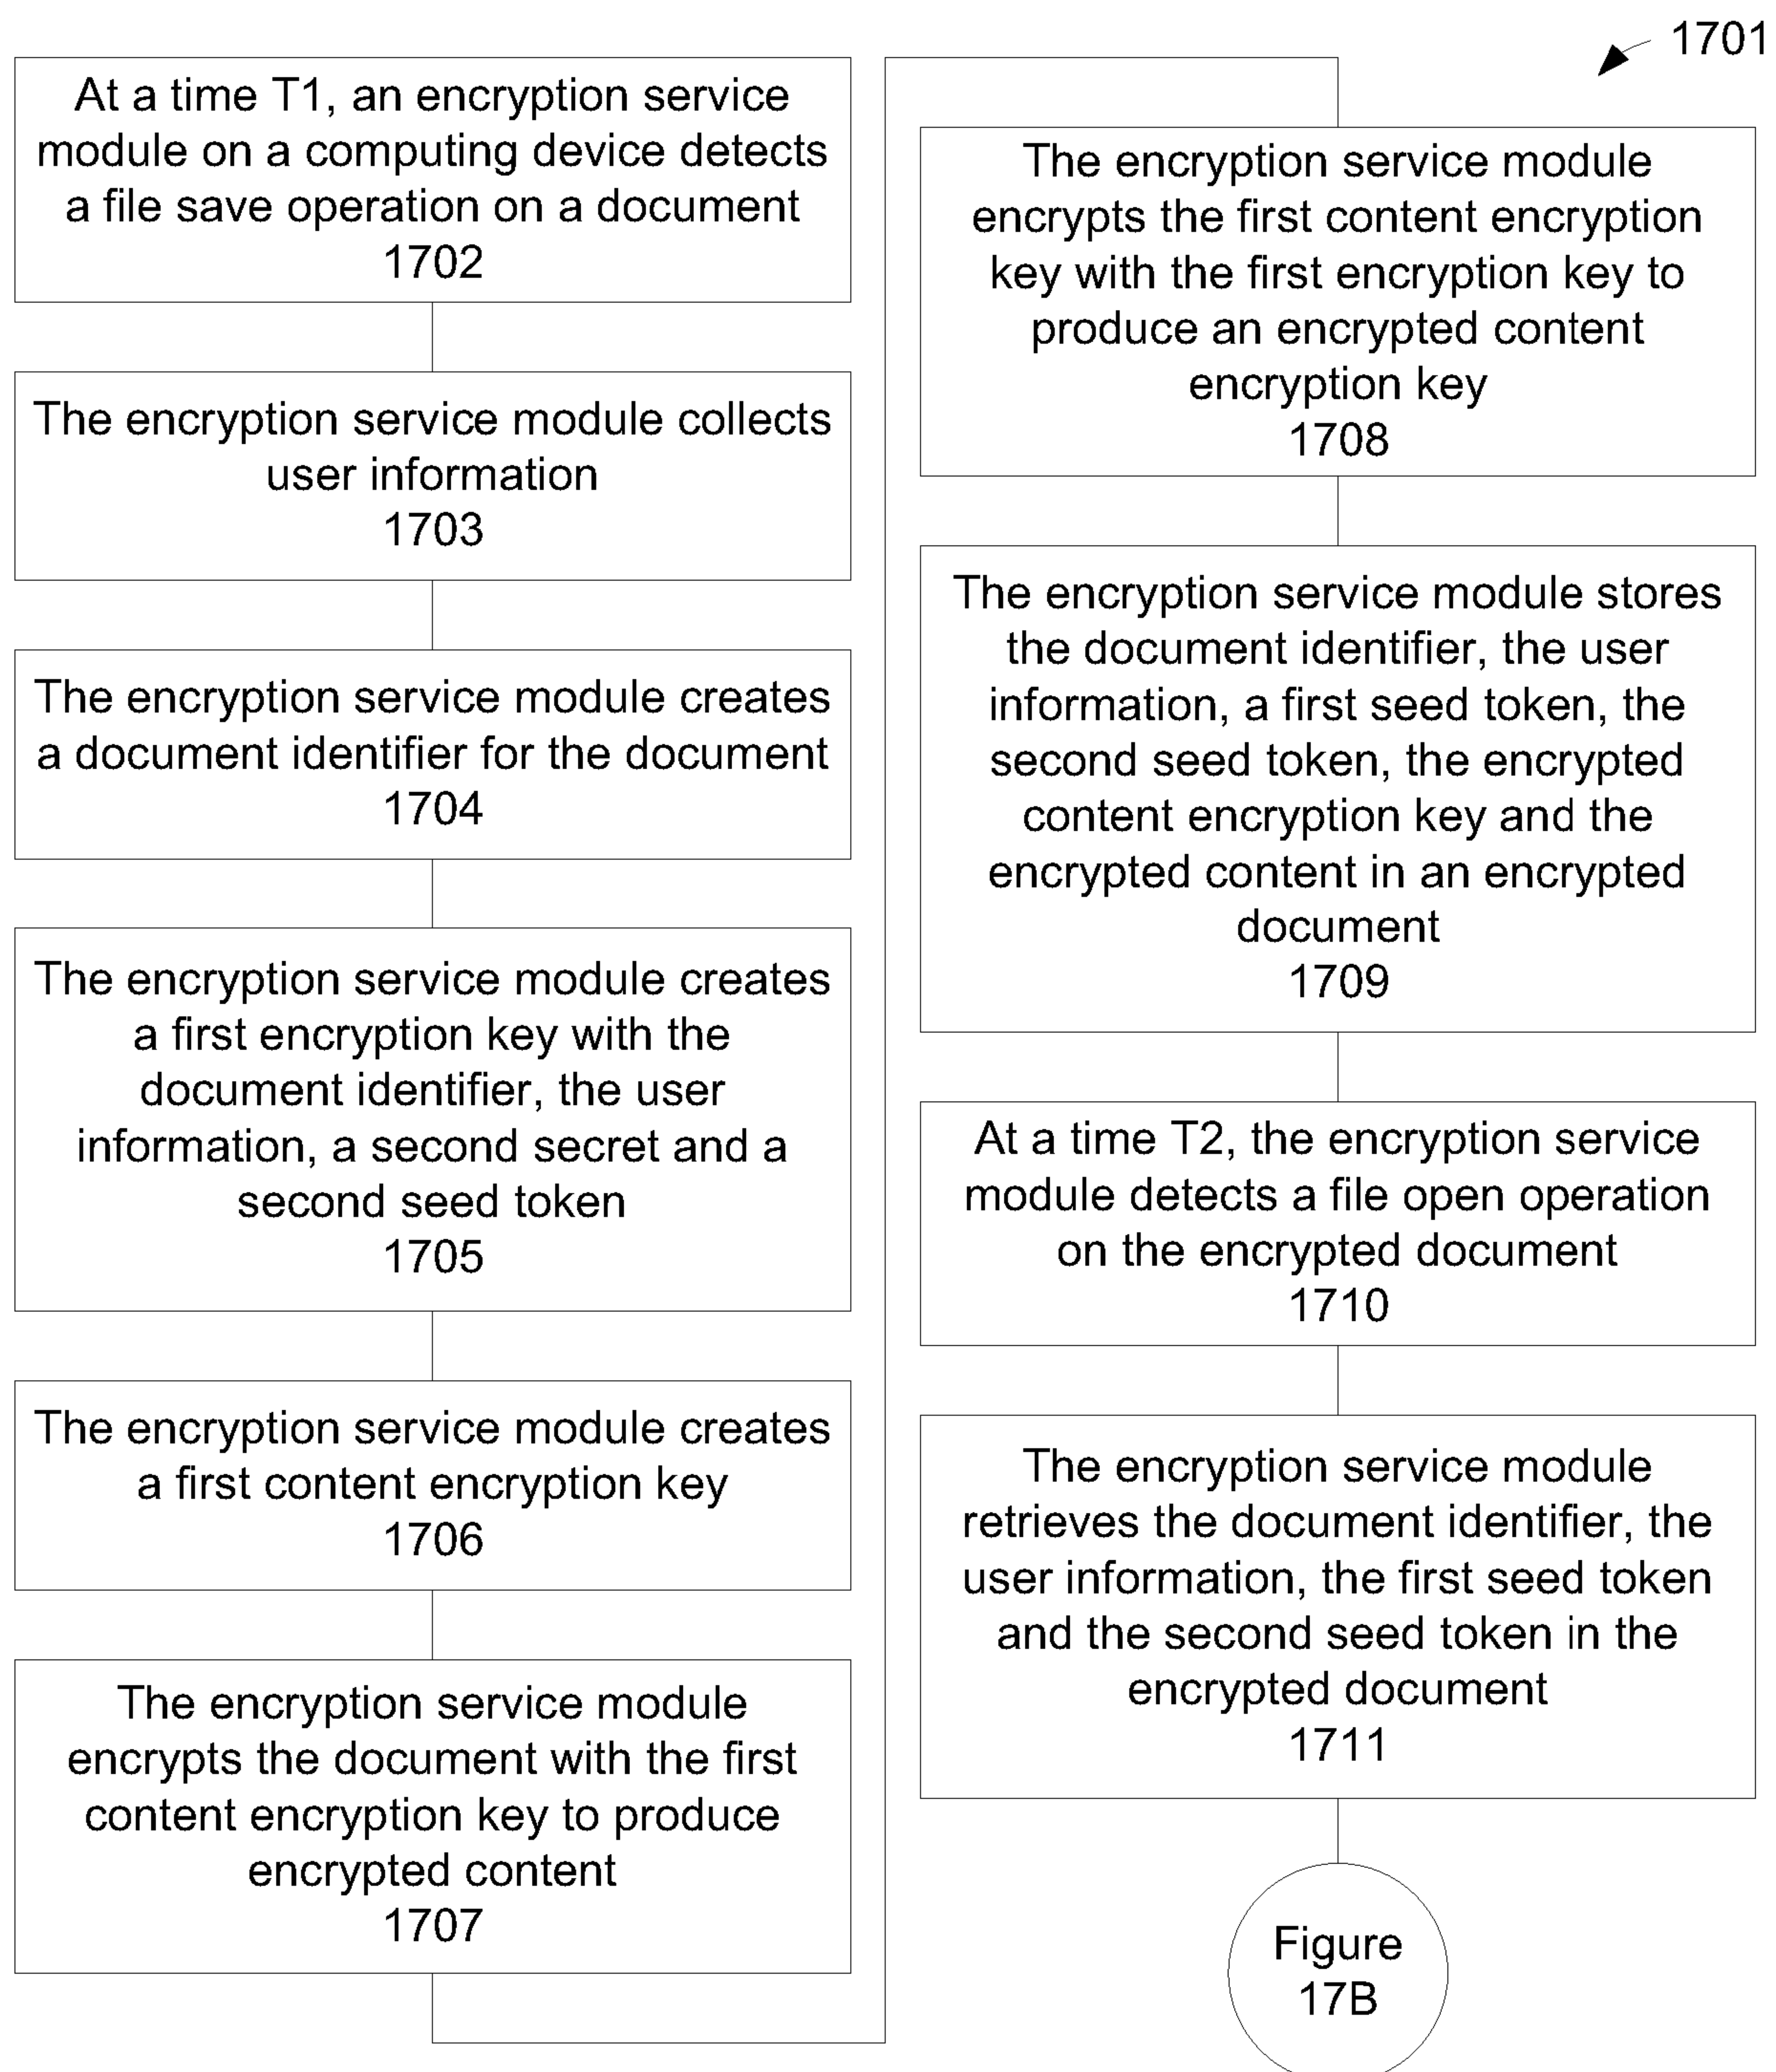 1701
At a time T1, an encryption service
module on a computing device detects
a file save operation on a document
1702
The encryption service module collects
user information
1703
The encryption service module creates
a document identifier for the document
1704
The encryption service module creates
a first encryption key with the
document identifier, the user
information, a second secret and a
second seed token
1705
The encryption service module creates
a first content encryption key
1706
The encryption service module
encrypts the document with the first
content encryption key to produce
encrypted content
1707
The encryption service module
encrypts the first content encryption
key with the first encryption key to
produce an encrypted content
encryption key
1708
The encryption service module stores
the document identifier, the user
information, a first seed token, the
second seed token, the encrypted
content encryption key and the
encrypted content in an encrypted
document
1709
At a time T2, the encryption service
module detects a file open operation
on the encrypted document
1710
The encryption service module
retrieves the document identifier, the
user information, the first seed token
and the second seed token in the
encrypted document
1711
Figure
17B